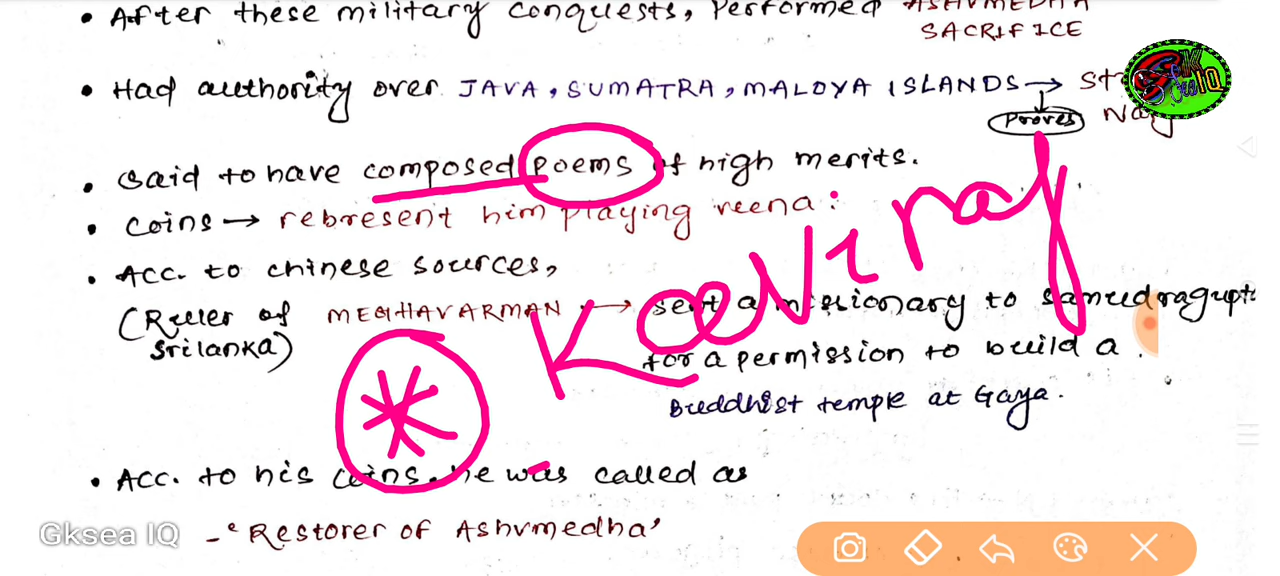 • After these military conquests, Performed ASHVMEDHA
SACRIFICE
• Had authority over JAVA, SUMATRA, MALOYA ISLANDS →
Proves
• Said to have composed poems of high merits.
• Coins → represent him playing veena:
• Acc. to chinese sources,
(Ruler of MEGHAVARMAN → sent a missionary to samudragupt
Srilanka) for a permission to build a
Buddhist temple at Gaya.
Kaviraj
• Acc. to his coins, he was called as
- 'Restorer of Ashvmedha'
Gksea IQ